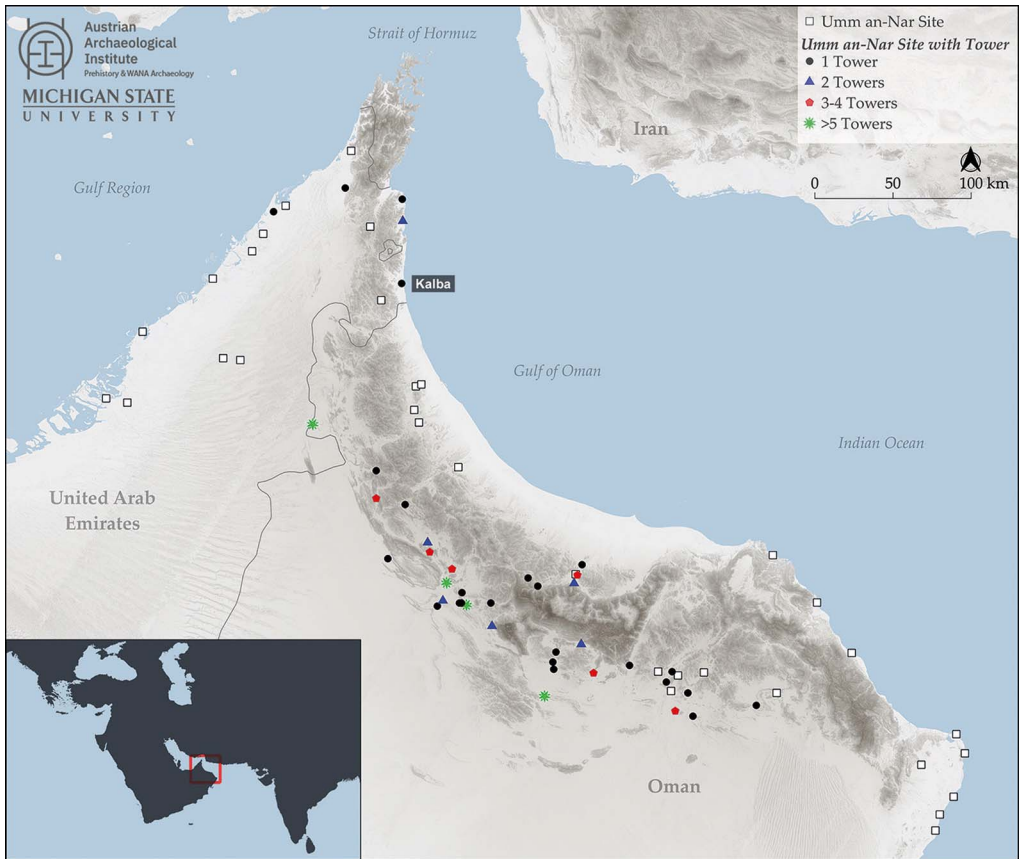 Austrian
Archaeological
Institute
Prehistory & WANA Archaeology
MICHIGAN STATE
UNIVERSITY
Strait of Hormuz
Umm an-Nar Site
Umm an-Nar Site with Tower
1 Tower
2 Towers
3-4 Towers
>5 Towers
Iran
0 50 100 km
Gulf Region
Kalba
Gulf of Oman
Indian Ocean
United Arab
Emirates
Oman